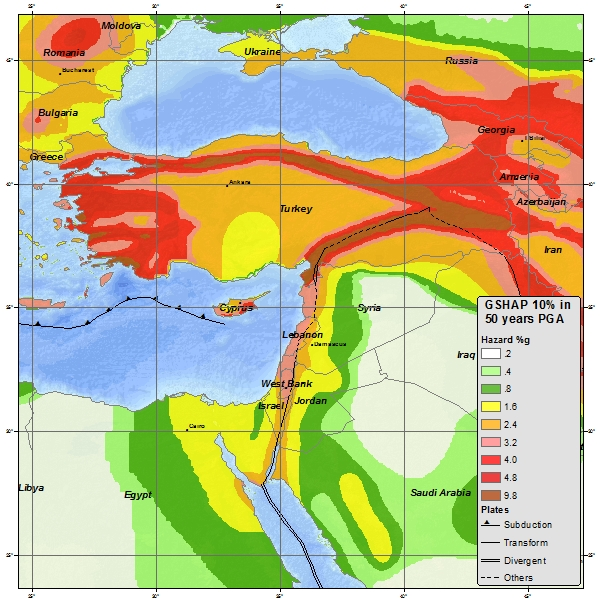 35°
40°
Moldova
Ukraine
Romania
Russia
Bucharest
Bulgaria
Georgia
Greece
Armenia
Ankara
Turkey
Azerbaijan
Iran
Cyprus
Syria
Lebanon
Damascus
Iraq
West Bank
Israel
Jordan
Cairo
Libya
Egypt
Saudi Arabia
GSHAP 10% in
50 years PGA
Hazard %g
.2
.4
.8
1.6
2.4
3.2
4.0
4.8
9.8
Plates
Subduction
Transform
Divergent
Others